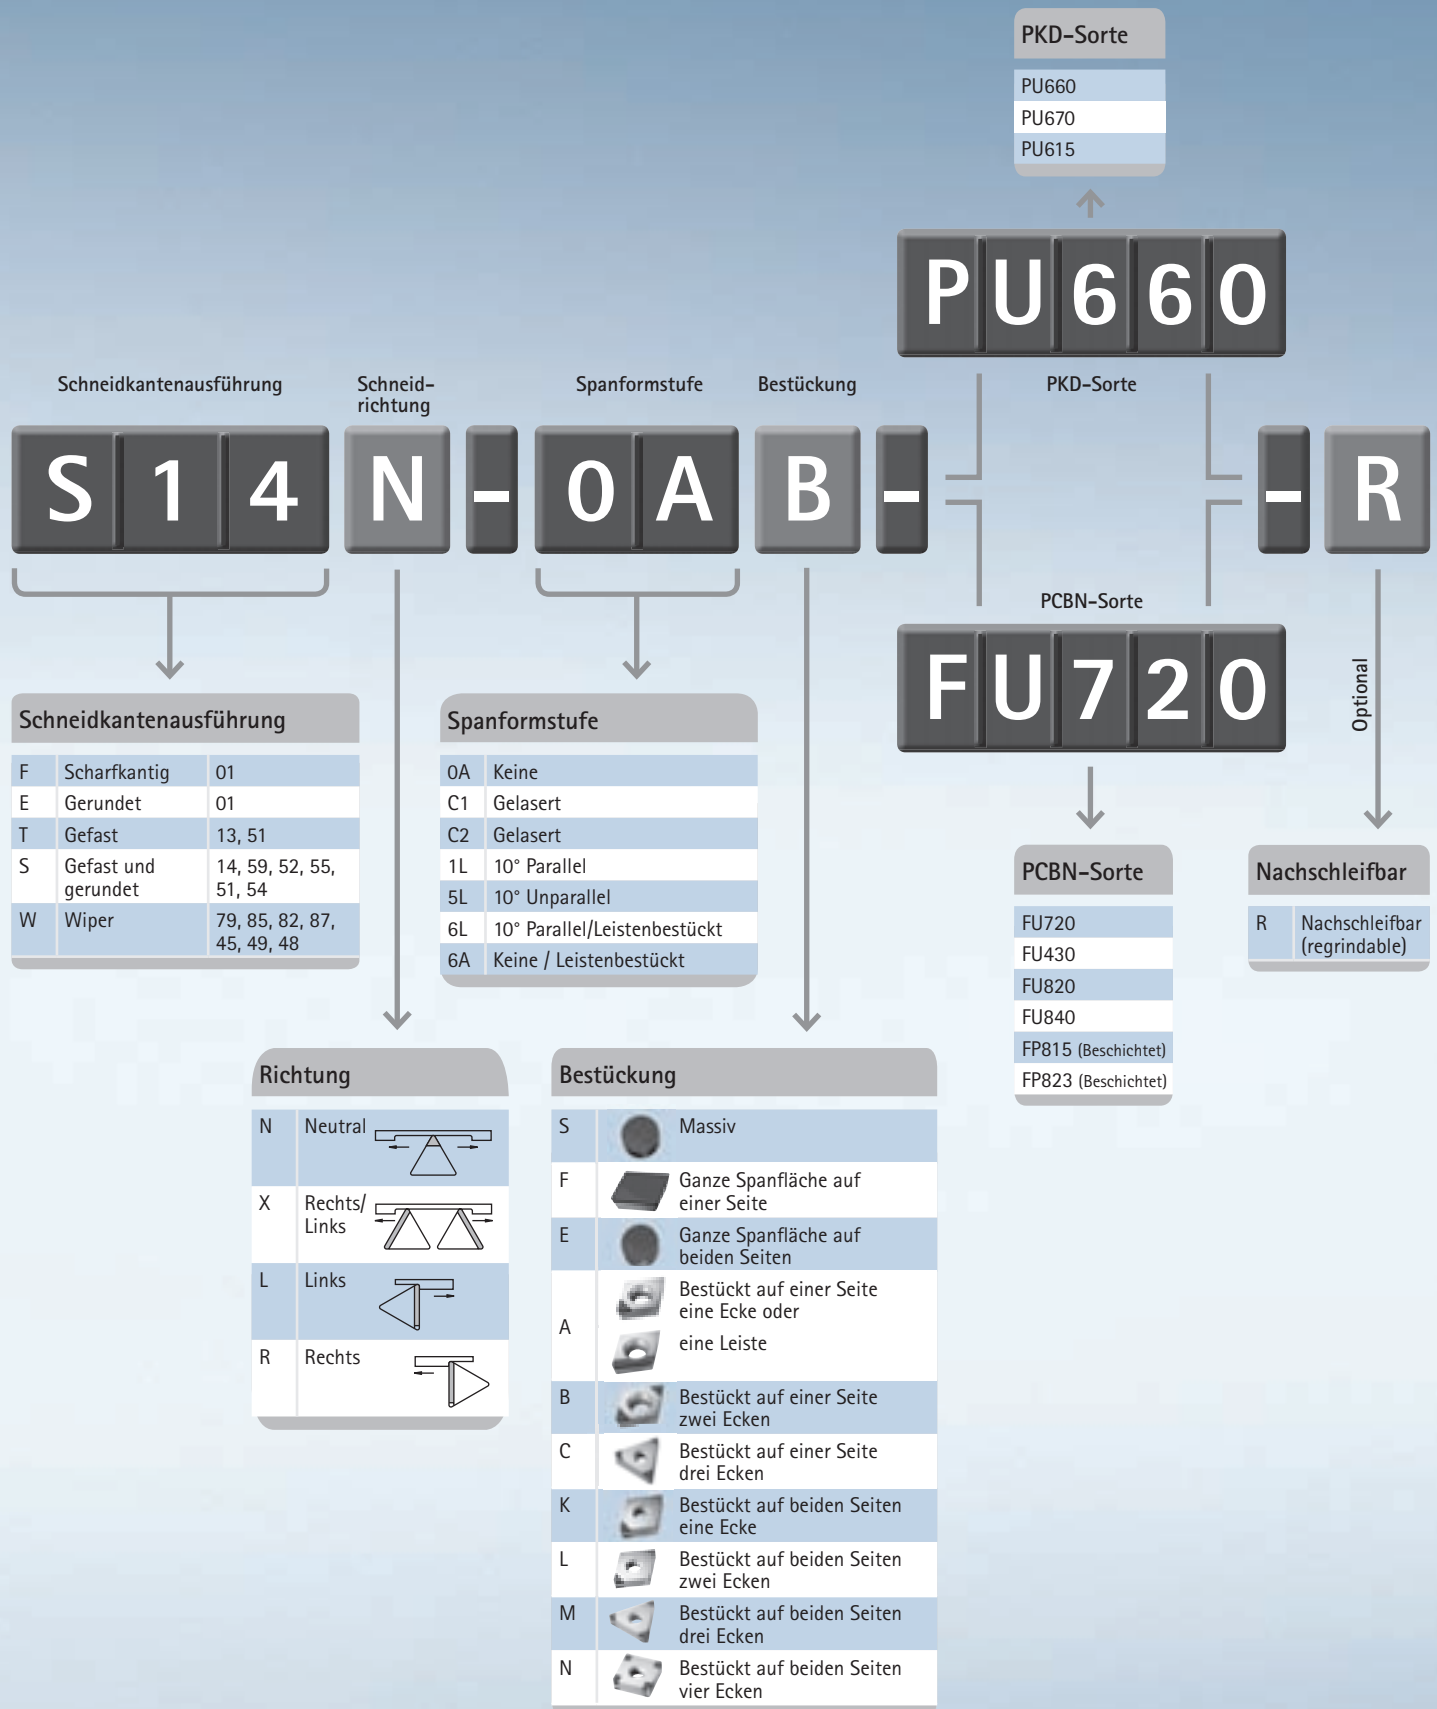 PKD-Sorte
PU660
PU670
PU615
PU660
Schneidkantenausführung
Schneid-
richtung
Spanformstufe
Bestückung
PKD-Sorte
S14 N - 0A B - - R
PCBN-Sorte
FU720
Optional
Schneidkantenausführung
F Scharfkantig 01
E Gerundet 01
T Gefast 13, 51
S Gefast und 14, 59, 52, 55,
gerundet 51, 54
W Wiper 79, 85, 82, 87,
45, 49, 48
Spanformstufe
0A Keine
C1 Gelasert
C2 Gelasert
1L 10° Parallel
5L 10° Unparallel
6L 10° Parallel/Leistenbestückt
6A Keine / Leistenbestückt
PCBN-Sorte
FU720
FU430
FU820
FU840
FP815 (Beschichtet)
FP823 (Beschichtet)
Nachschleifbar
R Nachschleifbar
(regrindable)
Richtung
N Neutral
X Rechts/
Links
L Links
R Rechts
Bestückung
S Massiv
F Ganze Spanfläche auf
einer Seite
E Ganze Spanfläche auf
beiden Seiten
A Bestückt auf einer Seite
eine Ecke oder
eine Leiste
B Bestückt auf einer Seite
zwei Ecken
C Bestückt auf einer Seite
drei Ecken
K Bestückt auf beiden Seiten
eine Ecke
L Bestückt auf beiden Seiten
zwei Ecken
M Bestückt auf beiden Seiten
drei Ecken
N Bestückt auf beiden Seiten
vier Ecken